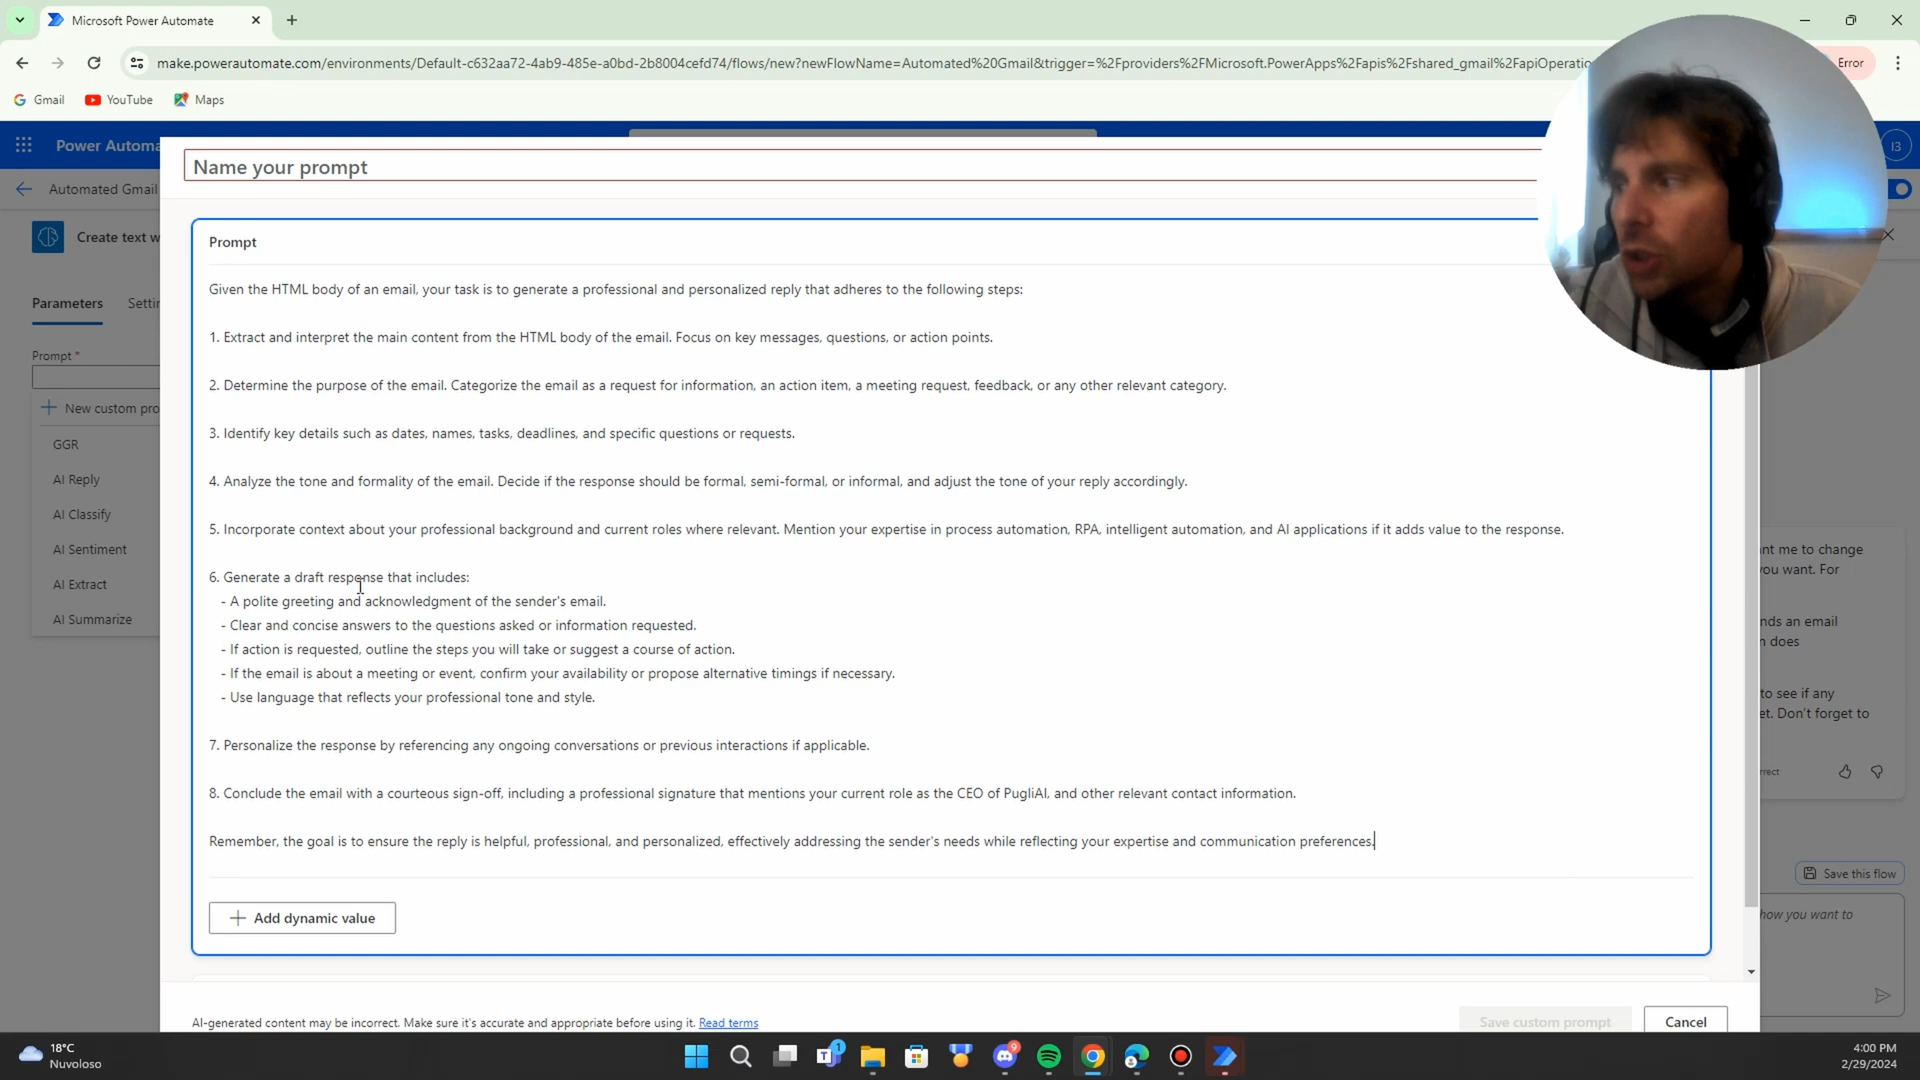 Microsoft Power Automate
make.powerautomate.com/environments/Default-c632aa72-4ab9-485e-a0bd-2b8004cefd74/flows/new?newFlowName=Automated%20Gmail&trigger=%2Fproviders%2FMicrosoft.PowerApps%2Fapis%2Fshared_gmail%2FapiOperatio
Error
Gmail YouTube Maps
Power Automa
I3
Name your prompt
Automated Gmail
Create text w
Prompt
Given the HTML body of an email, your task is to generate a professional and personalized reply that adheres to the following steps:
Parameters Settin
1. Extract and interpret the main content from the HTML body of the email. Focus on key messages, questions, or action points.
Prompt *
2. Determine the purpose of the email. Categorize the email as a request for information, an action item, a meeting request, feedback, or any other relevant category.
New custom pro
3. Identify key details such as dates, names, tasks, deadlines, and specific questions or requests.
GGR
AI Reply
4. Analyze the tone and formality of the email. Decide if the response should be formal, semi-formal, or informal, and adjust the tone of your reply accordingly.
AI Classify
5. Incorporate context about your professional background and current roles where relevant. Mention your expertise in process automation, RPA, intelligent automation, and AI applications if it adds value to the response.
AI Sentiment
nt me to change
you want. For
6. Generate a draft response that includes:
AI Extract
- A polite greeting and acknowledgment of the sender's email.
AI Summarize
- Clear and concise answers to the questions asked or information requested.
nds an email
n does
- If action is requested, outline the steps you will take or suggest a course of action.
- If the email is about a meeting or event, confirm your availability or propose alternative timings if necessary.
- Use language that reflects your professional tone and style.
to see if any
et. Don't forget to
7. Personalize the response by referencing any ongoing conversations or previous interactions if applicable.
rrect
8. Conclude the email with a courteous sign-off, including a professional signature that mentions your current role as the CEO of PugliAI, and other relevant contact information.
Remember, the goal is to ensure the reply is helpful, professional, and personalized, effectively addressing the sender's needs while reflecting your expertise and communication preferences.
Save this flow
Add dynamic value
how you want to
AI-generated content may be incorrect. Make sure it's accurate and appropriate before using it. Read terms
Save custom prompt
Cancel
18°C
Nuvoloso
1
9
4:00 PM
2/29/2024